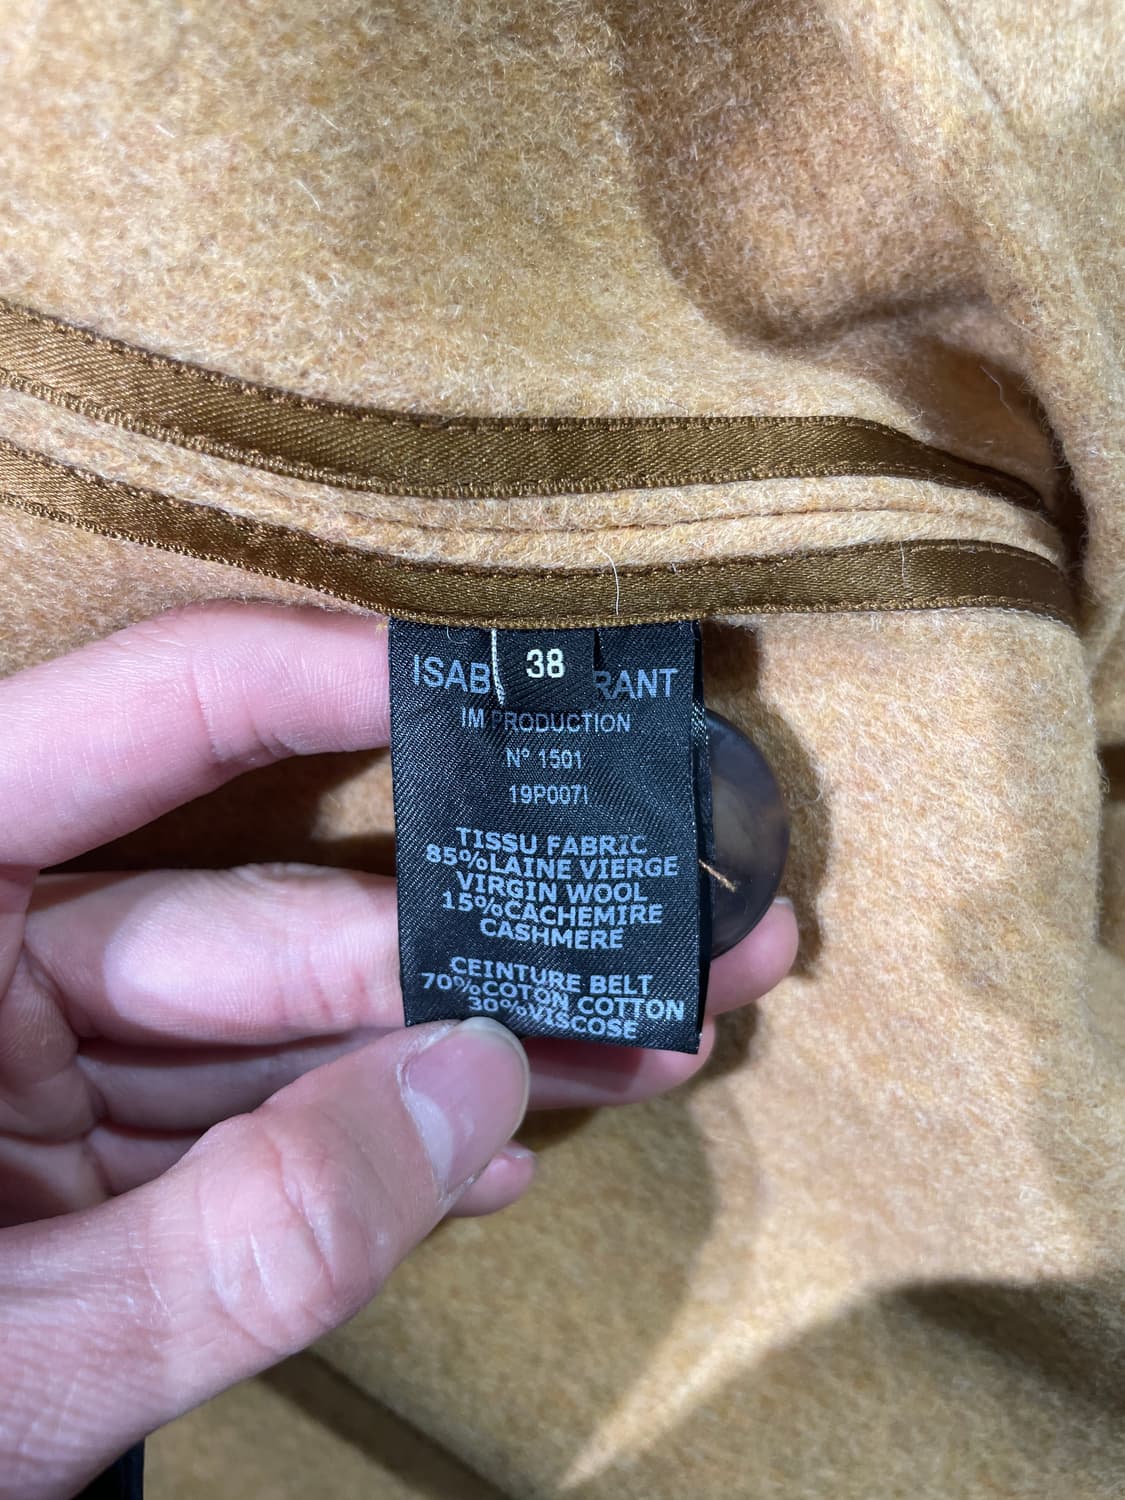 38
ISAB RANT
IM PRODUCTION
N° 1501
19P007I
TISSU FABRIC
85%LAINE VIERGE
VIRGIN WOOL
15%CACHEMIRE
CASHMERE
CEINTURE BELT
70%COTON COTTON
30%VISCOSE